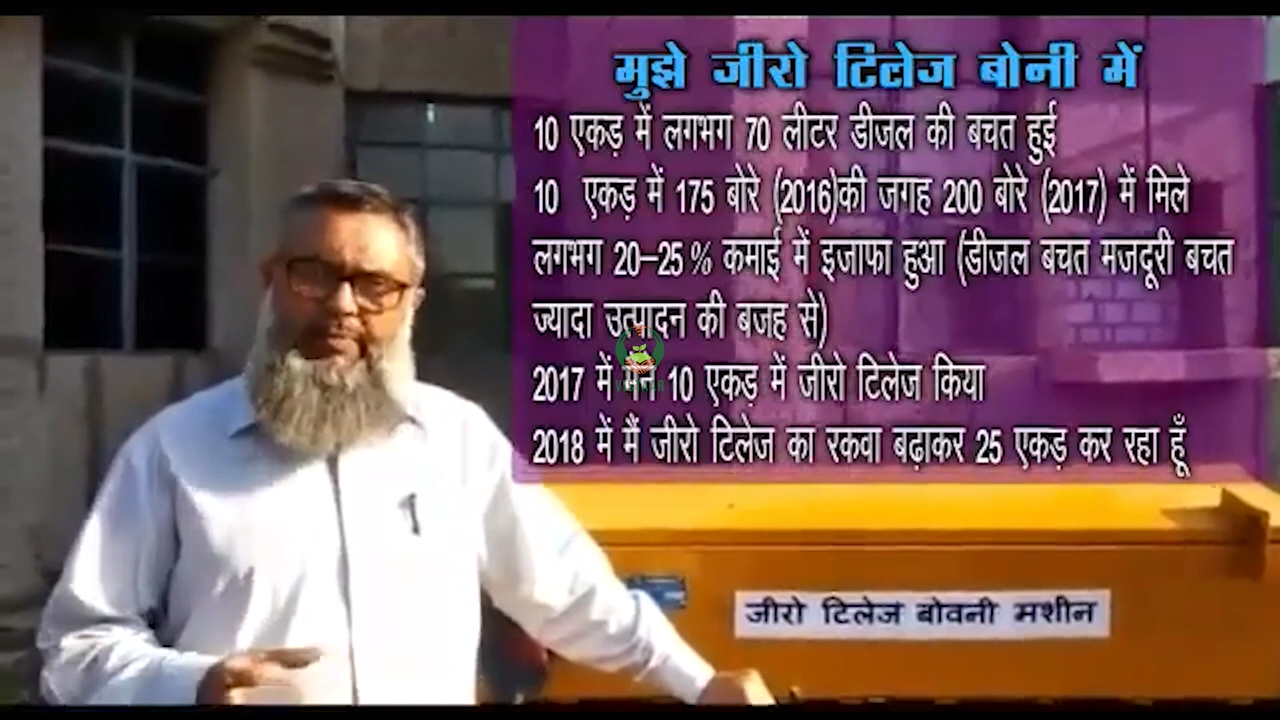 मुझे जीरो टिलेज बोनी में
10 एकड़ में लगभग 70 लीटर डीजल की बचत हुई
10 एकड़ में 175 बोरे (2016)की जगह 200 बोरे (2017) में मिले
लगभग 20-25% कमाई में इजाफा हुआ (डीजल बचत मजदूरी बचत
ज्यादा उत्पादन की बजह से)
2017 में 10 एकड़ में जीरो टिलेज किया
2018 में मैं जीरो टिलेज का रकवा बढ़ाकर 25 एकड़ कर रहा हूँ
जीरो टिलेज बोवनी मशीन